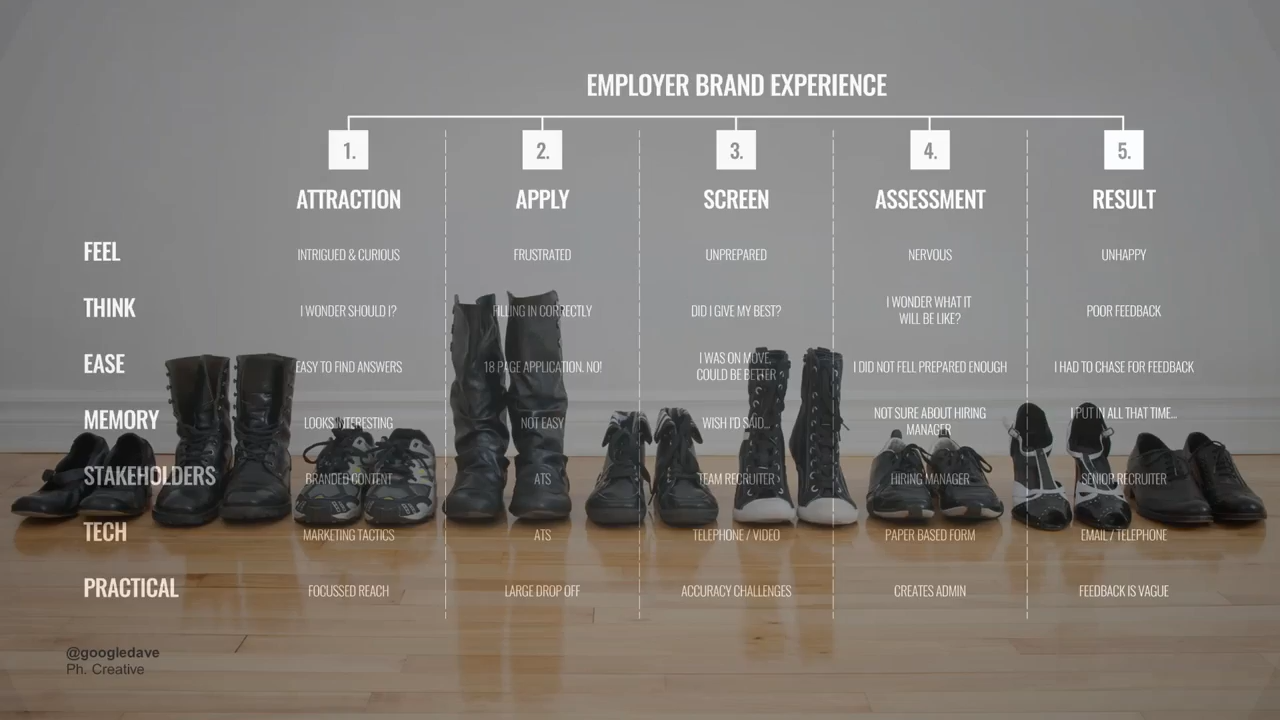 EMPLOYER BRAND EXPERIENCE
1. 2. 3. 4. 5.
ATTRACTION APPLY SCREEN ASSESSMENT RESULT
FEEL INTRIGUED & CURIOUS FRUSTRATED UNPREPARED NERVOUS UNHAPPY
THINK I WONDER SHOULD I? FILLING IN CORRECTLY DID I GIVE MY BEST? I WONDER WHAT IT
WILL BE LIKE? POOR FEEDBACK
EASE EASY TO FIND ANSWERS 18 PAGE APPLICATION. NO! I WAS ON MOVE,
COULD BE BETTER I DID NOT FELL PREPARED ENOUGH I HAD TO CHASE FOR FEEDBACK
MEMORY LOOKS INTERESTING NOT EASY WISH I'D SAID... NOT SURE ABOUT HIRING
MANAGER I PUT IN ALL THAT TIME...
STAKEHOLDERS BRANDED CONTENT ATS TEAM RECRUITER HIRING MANAGER SENIOR RECRUITER
TECH MARKETING TACTICS ATS TELEPHONE / VIDEO PAPER BASED FORM EMAIL / TELEPHONE
PRACTICAL FOCUSSED REACH LARGE DROP OFF ACCURACY CHALLENGES CREATES ADMIN FEEDBACK IS VAGUE
@googledave
Ph. Creative